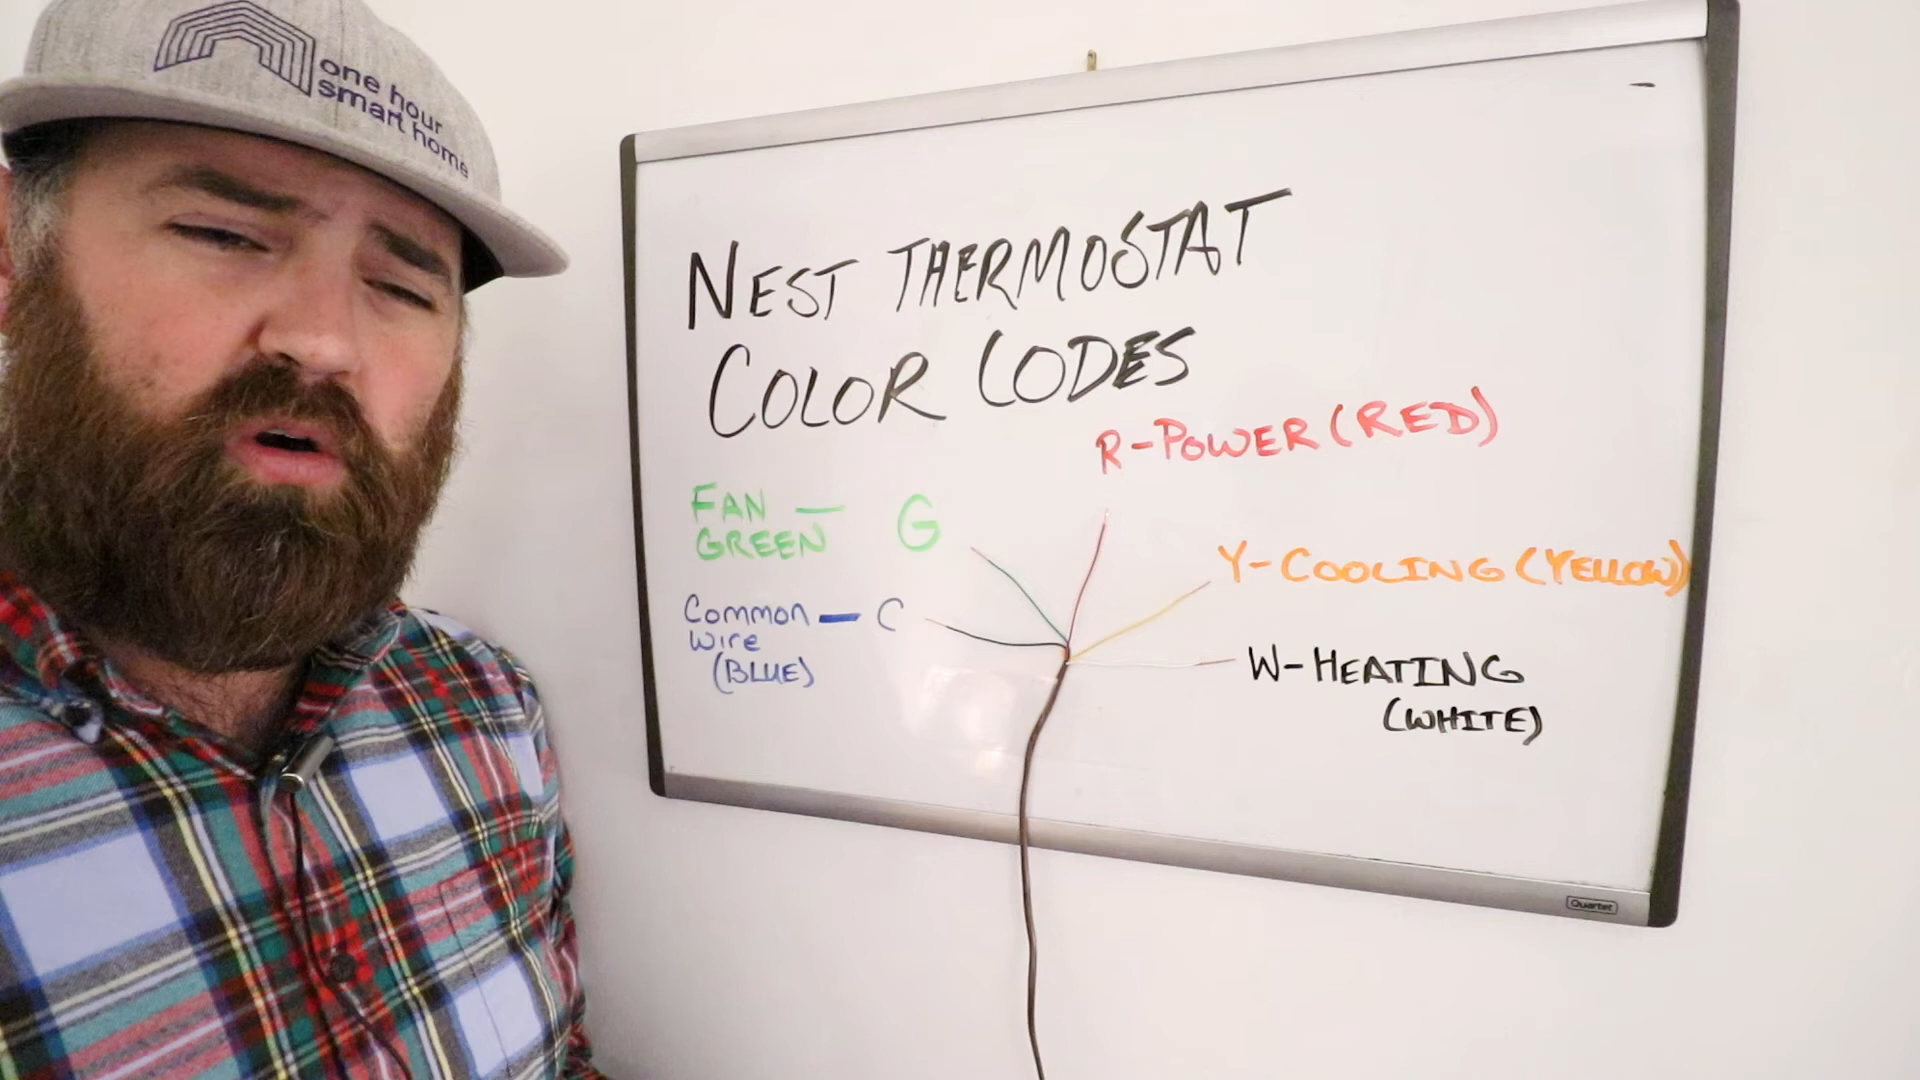 one hour
smart home
NEST THERMOSTAT
COLOR CODES
R-POWER (RED)
FAN — G
GREEN
Y-COOLING (YELLOW)
Common — C
Wire
(BLUE)
W-HEATING
(WHITE)
Quartet